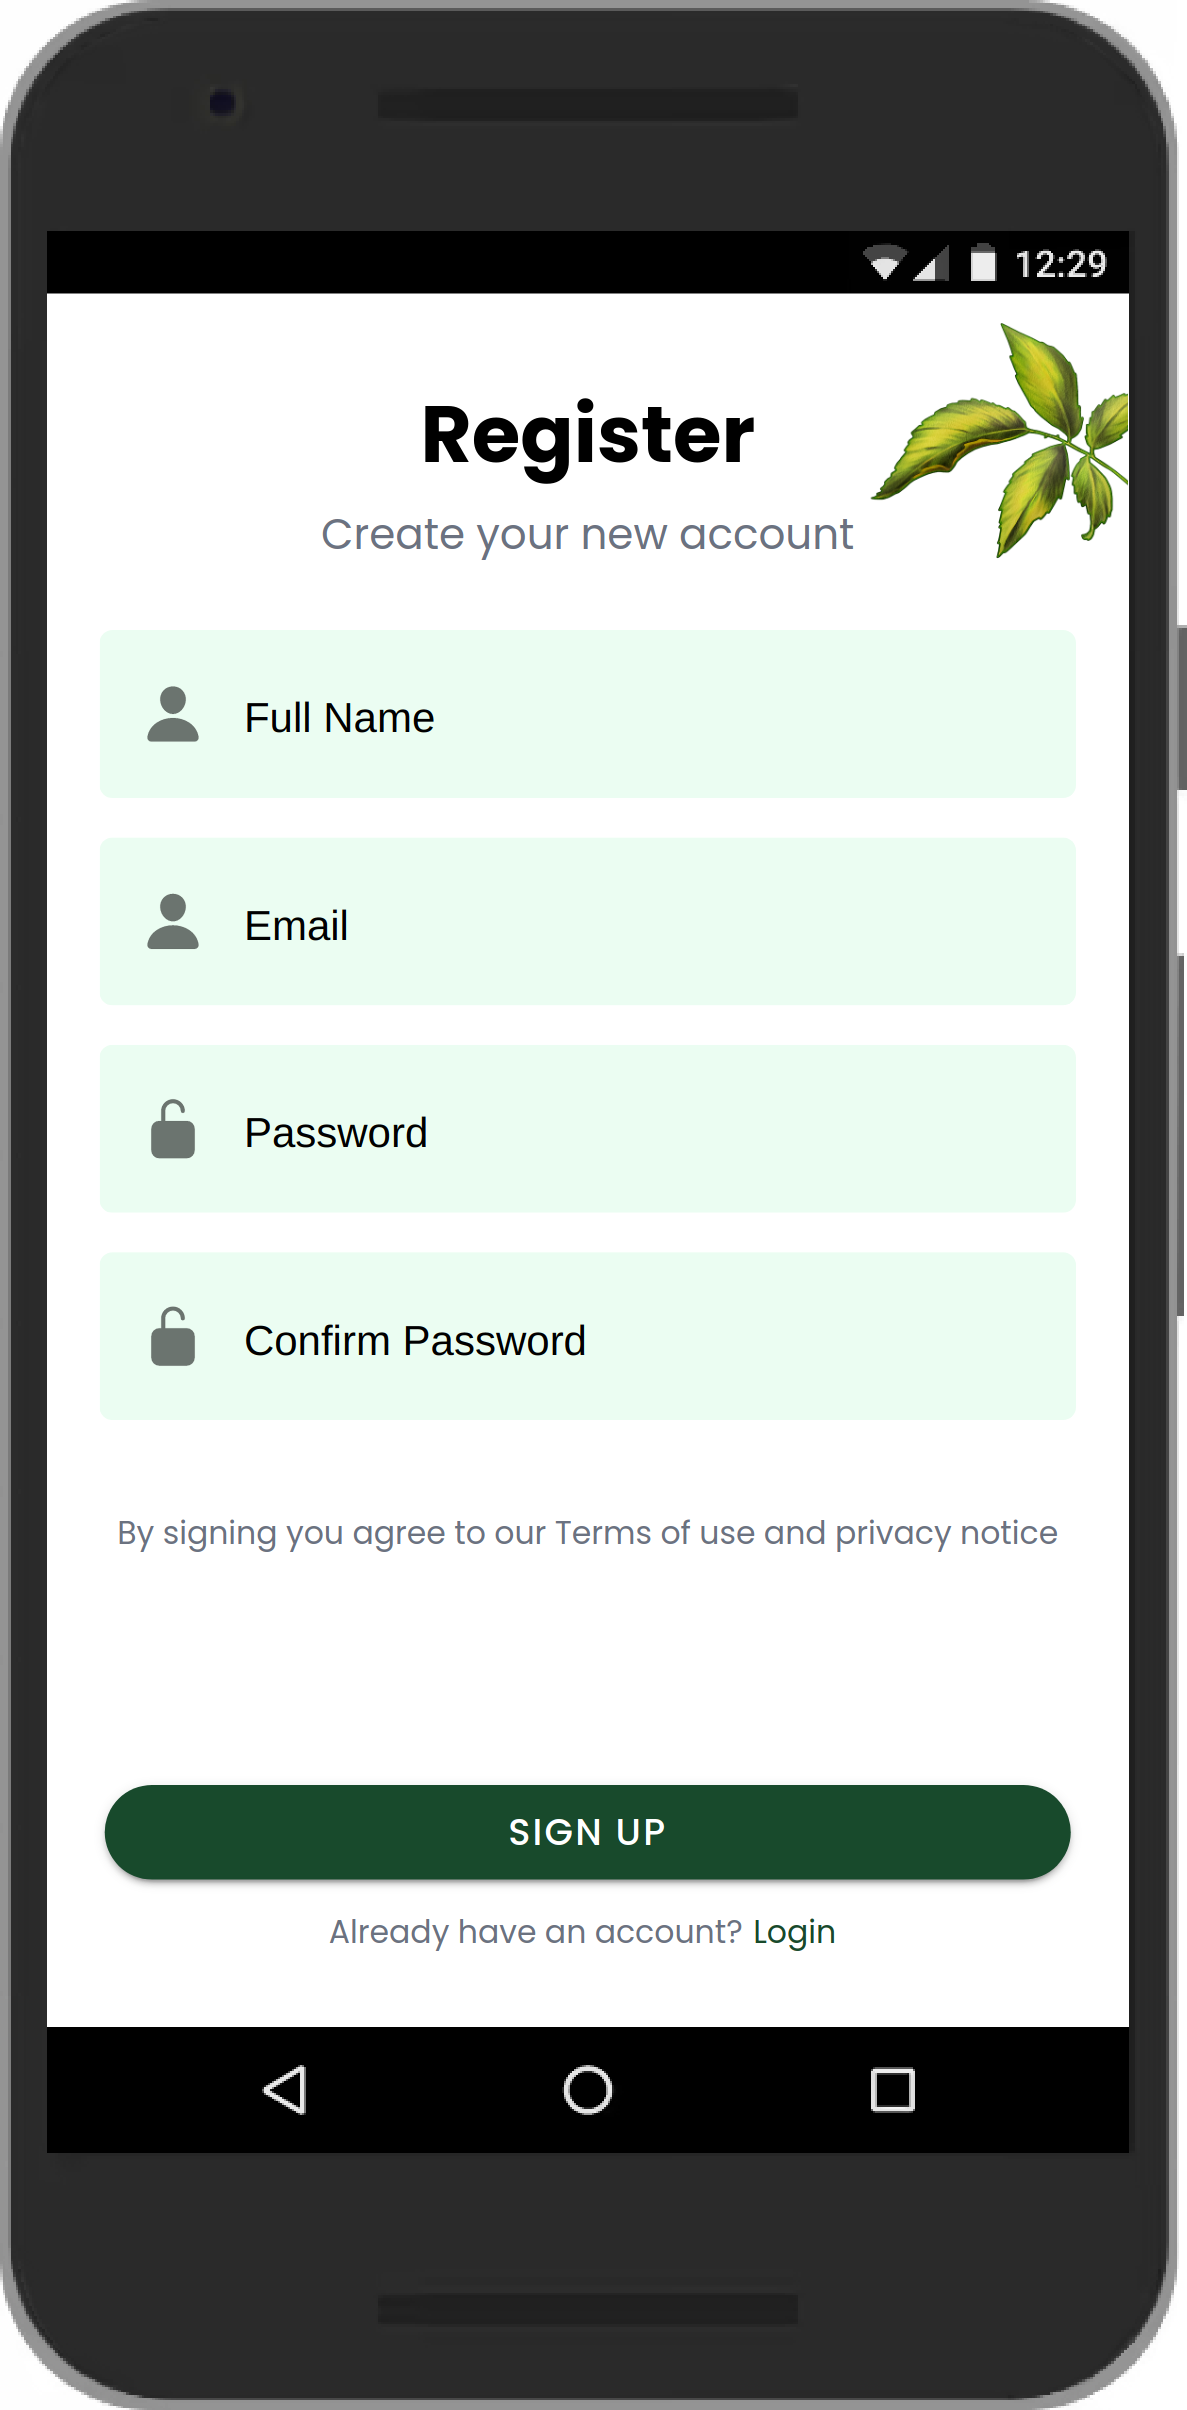 12:29
Register
Create your new account
Full Name
Email
Password
Confirm Password
By signing you agree to our Terms of use and privacy notice
SIGN UP
Already have an account? Login